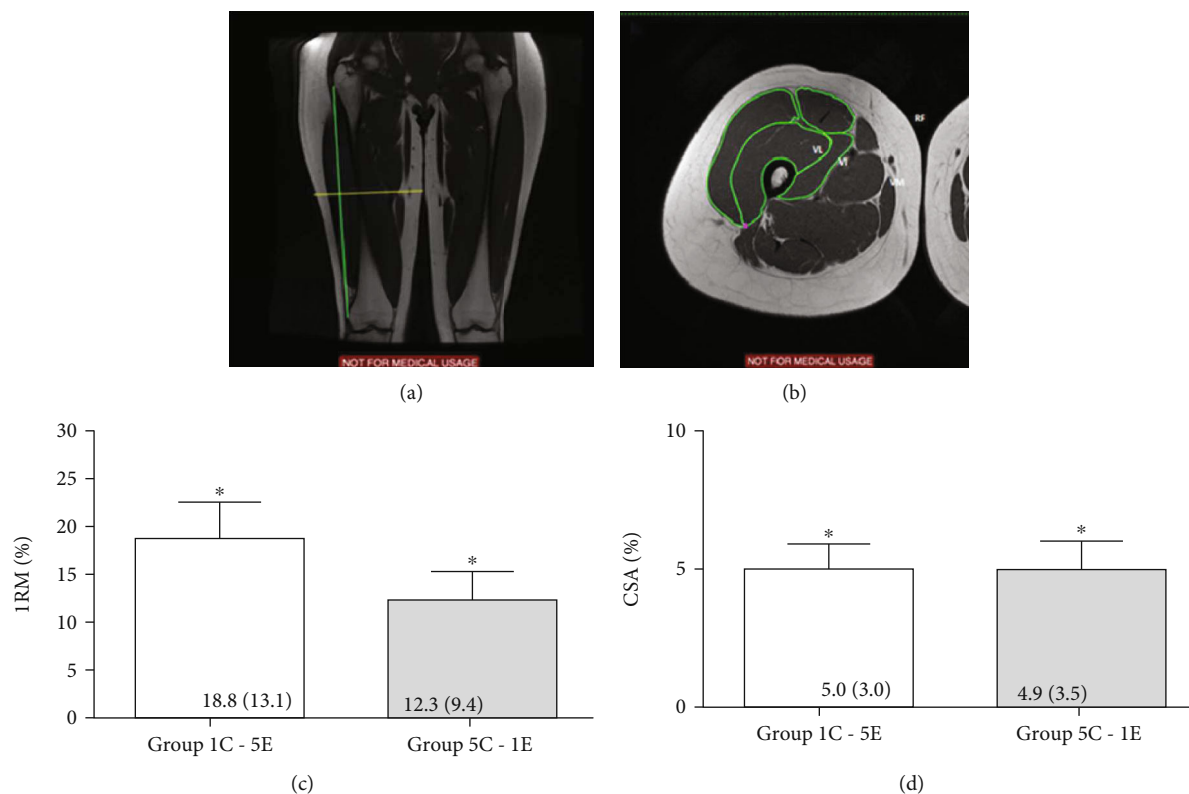 RF
VL
VI
VM
NOT FOR MEDICAL USAGE
NOT FOR MEDICAL USAGE
(a)
(b)
30
25
20
15
10
5
0
1RM (%)
*
*
18.8 (13.1)
12.3 (9.4)
Group 1C - 5E
Group 5C - 1E
(c)
10
5
0
CSA (%)
*
*
5.0 (3.0)
4.9 (3.5)
Group 1C - 5E
Group 5C - 1E
(d)